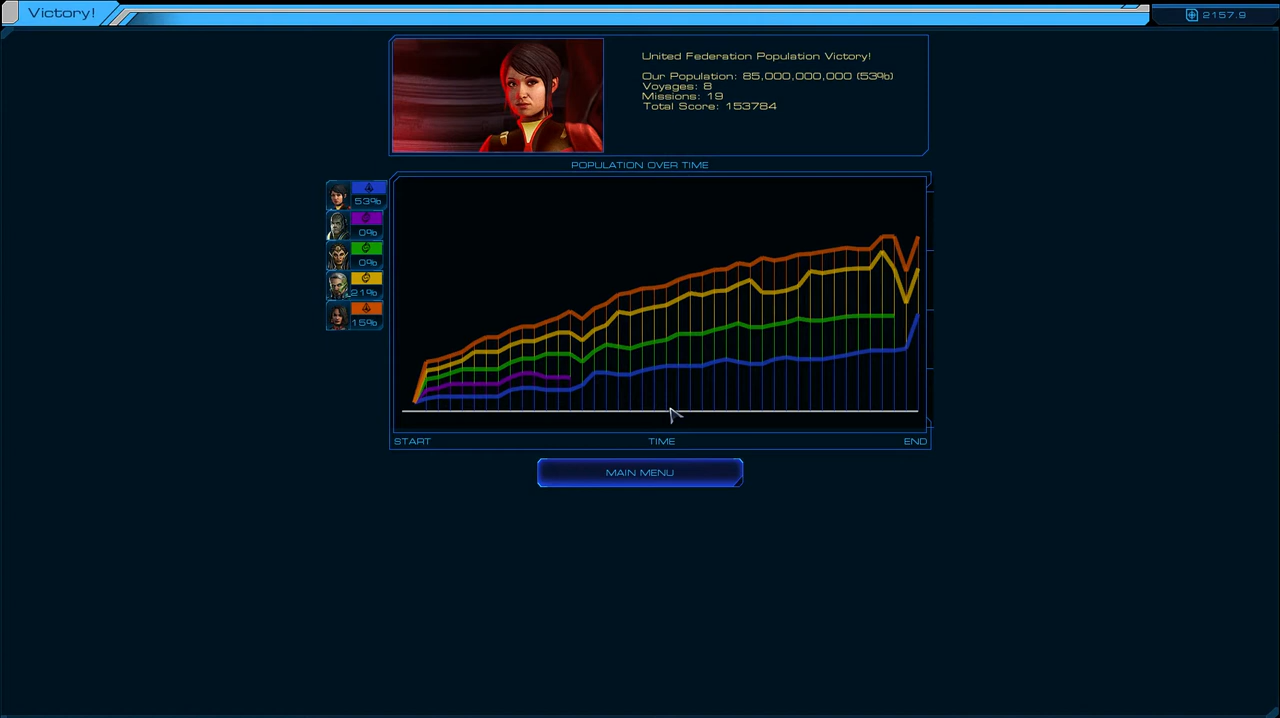 Victory!
2157.9
United Federation Population Victory!
Our Population: 85,000,000,000 (53%)
Voyages: 8
Missions: 19
Total Score: 153784
POPULATION OVER TIME
53%
0%
0%
21%
15%
START
TIME
END
MAIN MENU